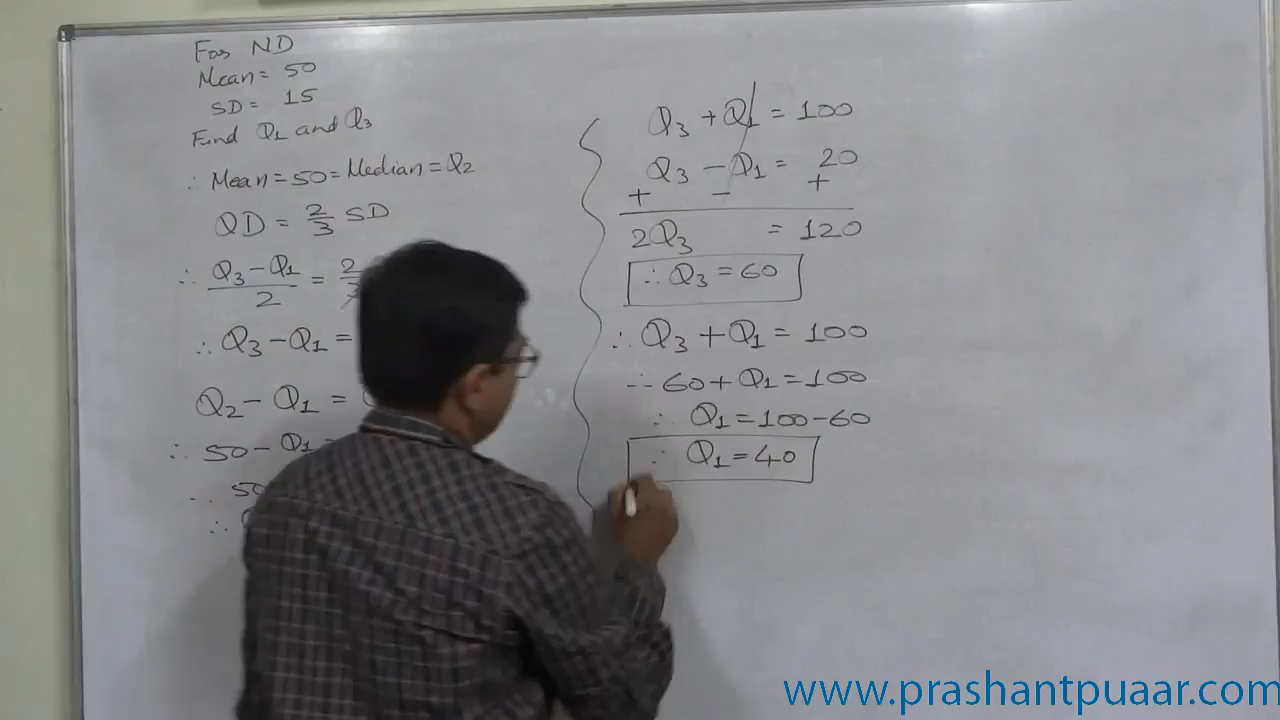 For ND
Mean = 50
SD = 15
Find Q1 and Q3
∴ Mean = 50 = Median = Q2
QD = 2/3 SD
∴ Q3 - Q1 / 2 = 2/3
∴ Q3 - Q1 =
Q2 - Q1 =
∴ 50 - Q1 =
∴ 50
∴
Q3 + Q1 = 100
Q3 - Q1 = 20
+ - +
2Q3 = 120
∴ Q3 = 60
∴ Q3 + Q1 = 100
∴ 60 + Q1 = 100
∴ Q1 = 100 - 60
∴ Q1 = 40
www.prashantpuaar.com